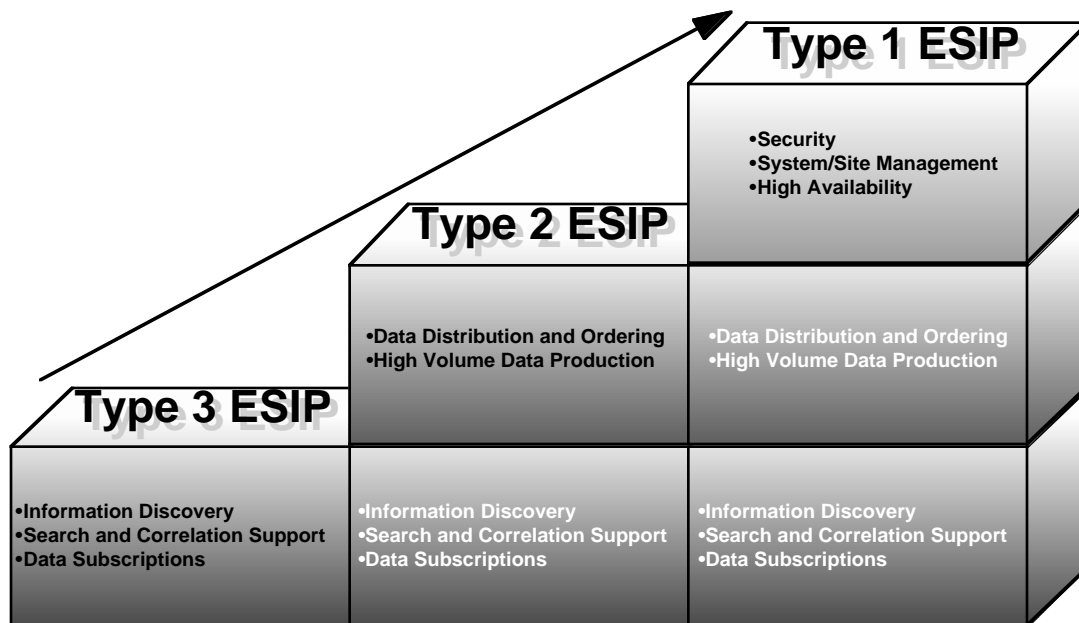 Type 1 ESIP
•Security
•System/Site Management
•High Availability
Type 2 ESIP
•Data Distribution and Ordering
•High Volume Data Production
•Data Distribution and Ordering
•High Volume Data Production
Type 3 ESIP
•Information Discovery
•Search and Correlation Support
•Data Subscriptions
•Information Discovery
•Search and Correlation Support
•Data Subscriptions
•Information Discovery
•Search and Correlation Support
•Data Subscriptions